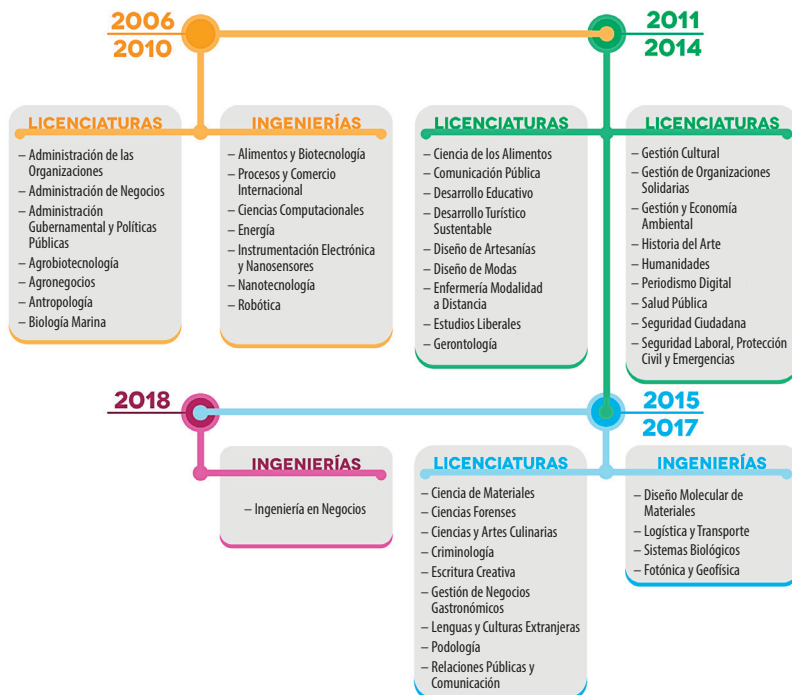 2006
2010
LICENCIATURAS
– Administración de las
Organizaciones
– Administración de Negocios
– Administración
Gubernamental y Políticas
Públicas
– Agrobiotecnología
– Agronegocios
– Antropología
– Biología Marina
INGENIERÍAS
– Alimentos y Biotecnología
– Procesos y Comercio
Internacional
– Ciencias Computacionales
– Energía
– Instrumentación Electrónica
y Nanosensores
– Nanotecnología
– Robótica
2011
2014
LICENCIATURAS
– Ciencia de los Alimentos
– Comunicación Pública
– Desarrollo Educativo
– Desarrollo Turístico
Sustentable
– Diseño de Artesanías
– Diseño de Modas
– Enfermería Modalidad
a Distancia
– Estudios Liberales
– Gerontología
LICENCIATURAS
– Gestión Cultural
– Gestión de Organizaciones
Solidarias
– Gestión y Economía
Ambiental
– Historia del Arte
– Humanidades
– Periodismo Digital
– Salud Pública
– Seguridad Ciudadana
– Seguridad Laboral, Protección
Civil y Emergencias
2015
2017
LICENCIATURAS
– Ciencia de Materiales
– Ciencias Forenses
– Ciencias y Artes Culinarias
– Criminología
– Escritura Creativa
– Gestión de Negocios
Gastronómicos
– Lenguas y Culturas Extranjeras
– Podología
– Relaciones Públicas y
Comunicación
INGENIERÍAS
– Diseño Molecular de
Materiales
– Logística y Transporte
– Sistemas Biológicos
– Fotónica y Geofísica
2018
INGENIERÍAS
– Ingeniería en Negocios